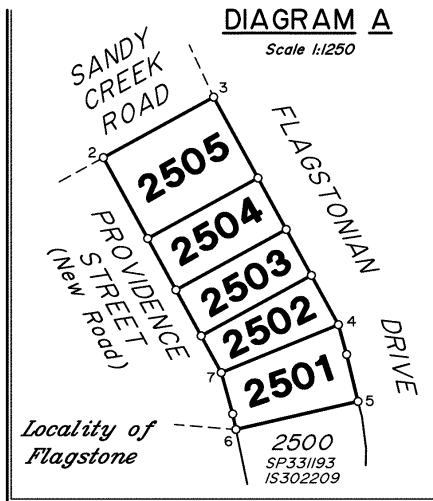 DIAGRAM A
Scale 1:1250
SANDY
CREEK
ROAD
3
2
FLAGSTONIAN
DRIVE
2505
2504
2503
2502
2501
PROVIDENCE
STREET
(New Road)
4
7
5
6
Locality of
Flagstone
2500
SP331193
IS302209